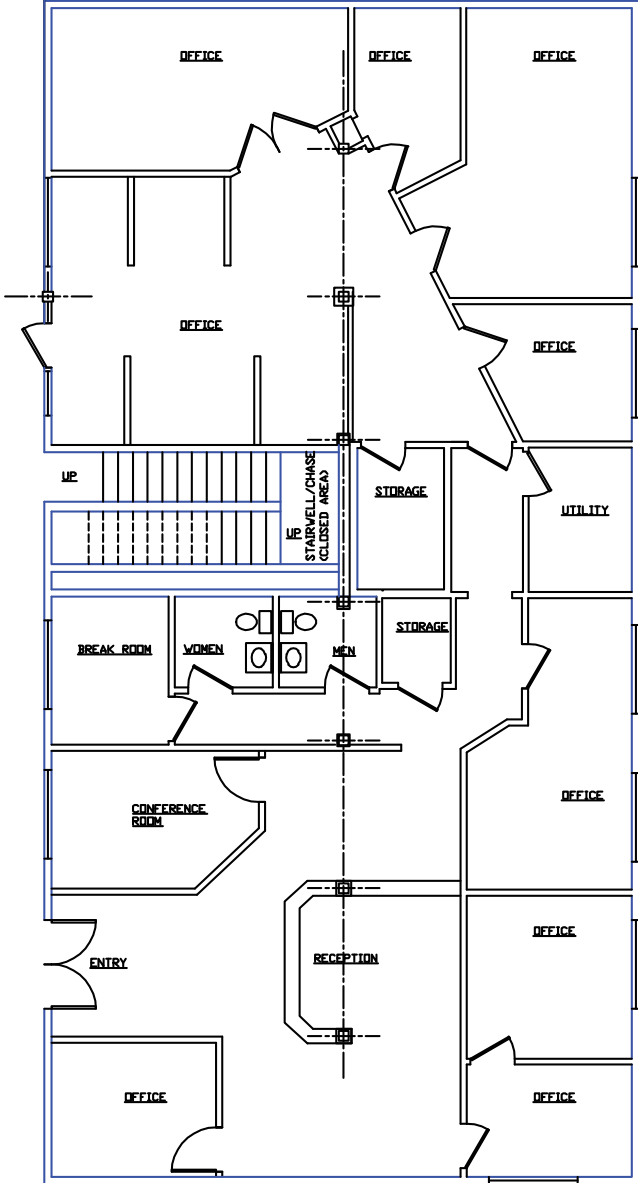 OFFICE
OFFICE
OFFICE
OFFICE
OFFICE
UP
STAIRWELL/CHASE
(CLOSED AREA)
UP
STORAGE
UTILITY
BREAK ROOM
WOMEN
MEN
STORAGE
CONFERENCE
ROOM
OFFICE
ENTRY
RECEPTION
OFFICE
OFFICE
OFFICE